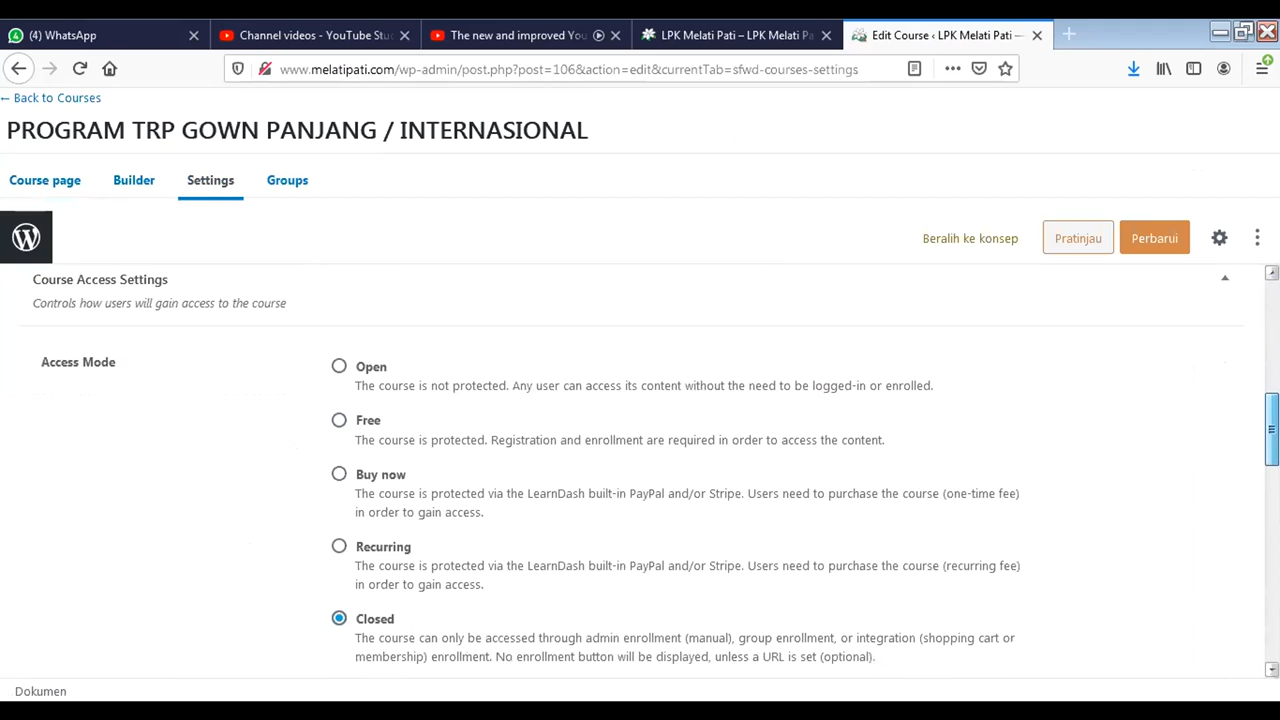 (4) WhatsApp
Channel videos - YouTube Stu
The new and improved You
LPK Melati Pati – LPK Melati Pa
Edit Course ‹ LPK Melati Pati —
www.melatipati.com/wp-admin/post.php?post=106&action=edit&currentTab=sfwd-courses-settings
← Back to Courses
PROGRAM TRP GOWN PANJANG / INTERNASIONAL
Course page Builder Settings Groups
Beralih ke konsep Pratinjau Perbarui
Course Access Settings
Controls how users will gain access to the course
Access Mode
Open
The course is not protected. Any user can access its content without the need to be logged-in or enrolled.
Free
The course is protected. Registration and enrollment are required in order to access the content.
Buy now
The course is protected via the LearnDash built-in PayPal and/or Stripe. Users need to purchase the course (one-time fee)
in order to gain access.
Recurring
The course is protected via the LearnDash built-in PayPal and/or Stripe. Users need to purchase the course (recurring fee)
in order to gain access.
Closed
The course can only be accessed through admin enrollment (manual), group enrollment, or integration (shopping cart or
membership) enrollment. No enrollment button will be displayed, unless a URL is set (optional).
Dokumen